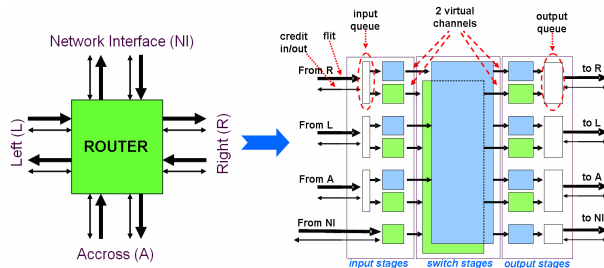 Network Interface (NI)
Left (L)
ROUTER
Right (R)
Accross (A)
input
queue
2 virtual
channels
output
queue
credit
in/out
flit
From R
to R
From L
to L
From A
to A
From NI
to NI
input stages
switch stages
output stages